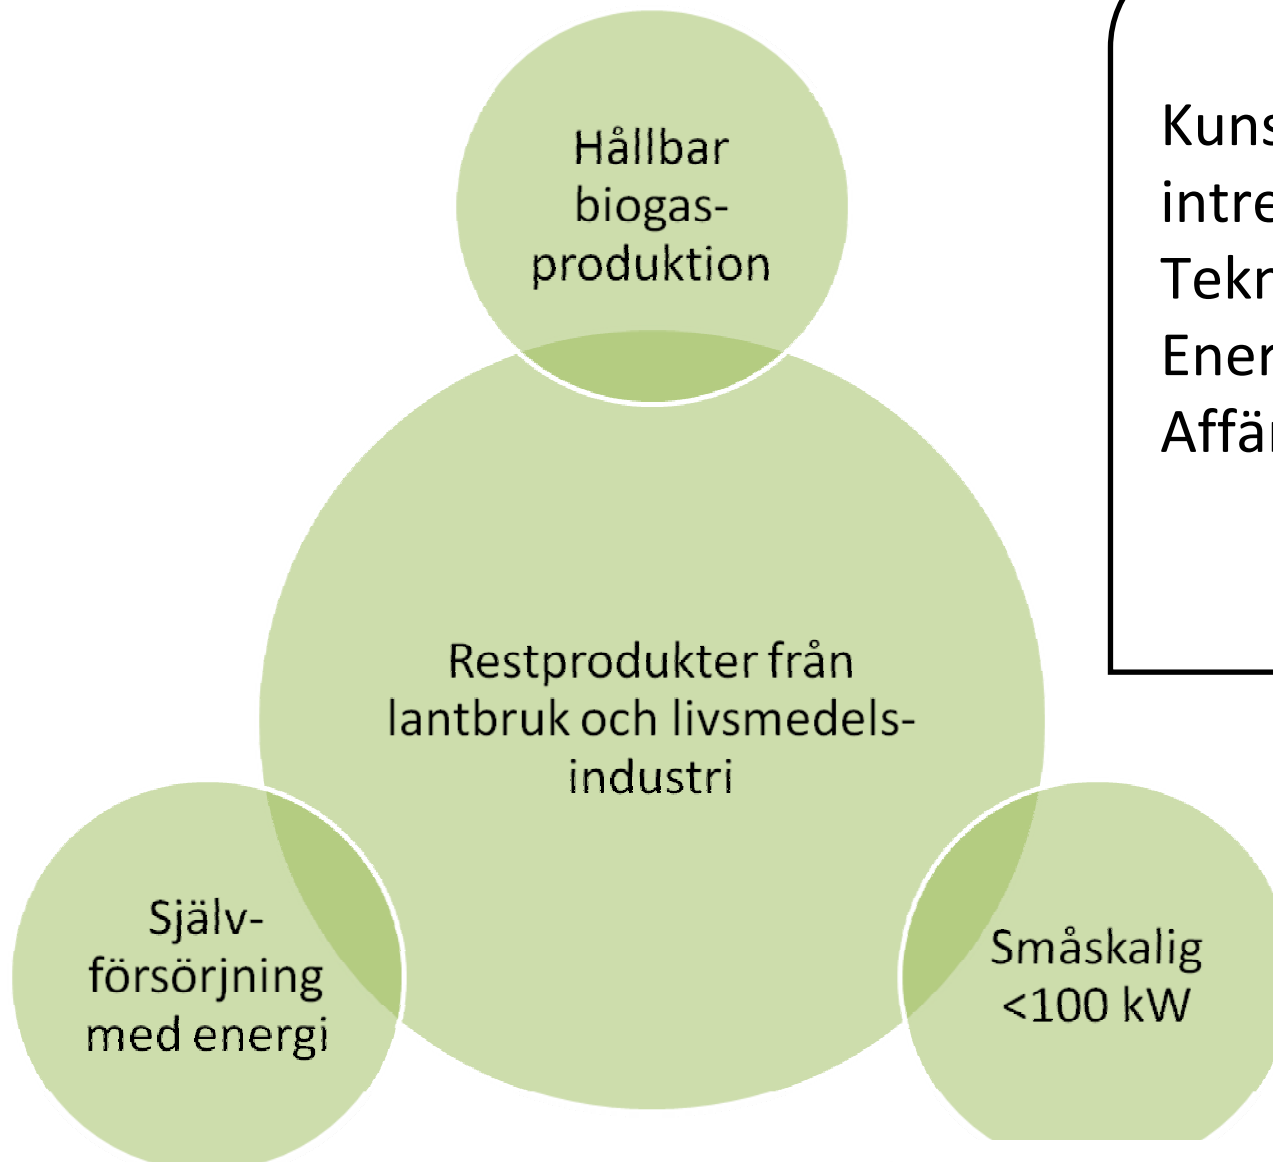 Hållbar
biogas-
produktion
Restprodukter från
lantbruk och livsmedels-
industri
Själv-
försörjning
med energi
Småskalig
<100 kW